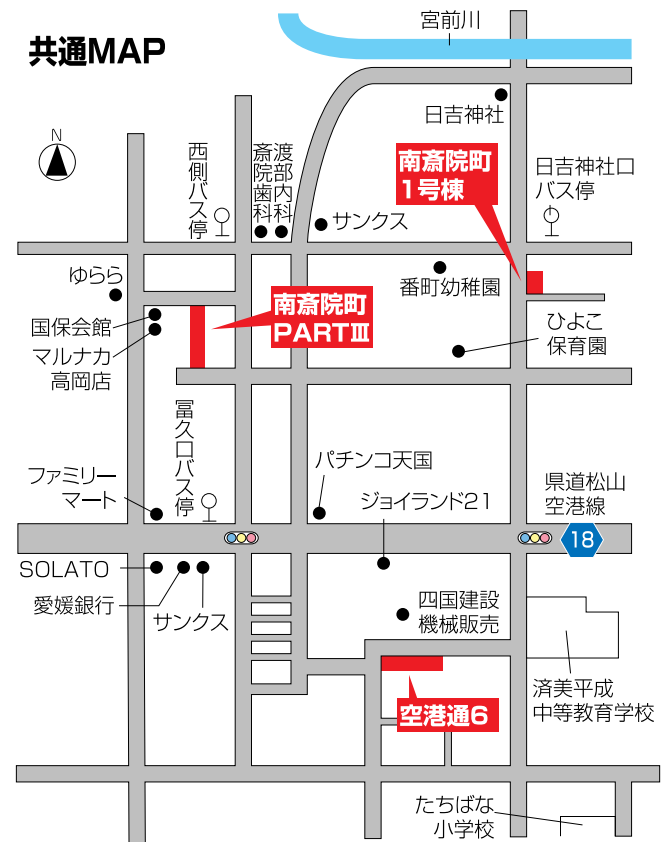 宮前川
共通MAP
日吉神社
N
西側バス停
斎院歯科
渡部内科
南斎院町
1号棟
日吉神社口
バス停
サンクス
ゆらら
番町幼稚園
南斎院町
PARTⅢ
国保会館
マルナカ
高岡店
ひよこ
保育園
冨久口バス停
パチンコ天国
ファミリー
マート
ジョイランド21
県道松山
空港線
18
SOLATO
愛媛銀行
サンクス
四国建設
機械販売
済美平成
中等教育学校
空港通6
たちばな
小学校